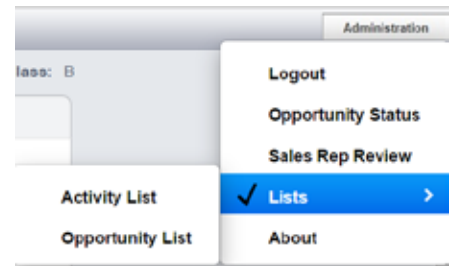 Administration
lass: B
Logout
Opportunity Status
Sales Rep Review
Lists
Activity List
Opportunity List
About